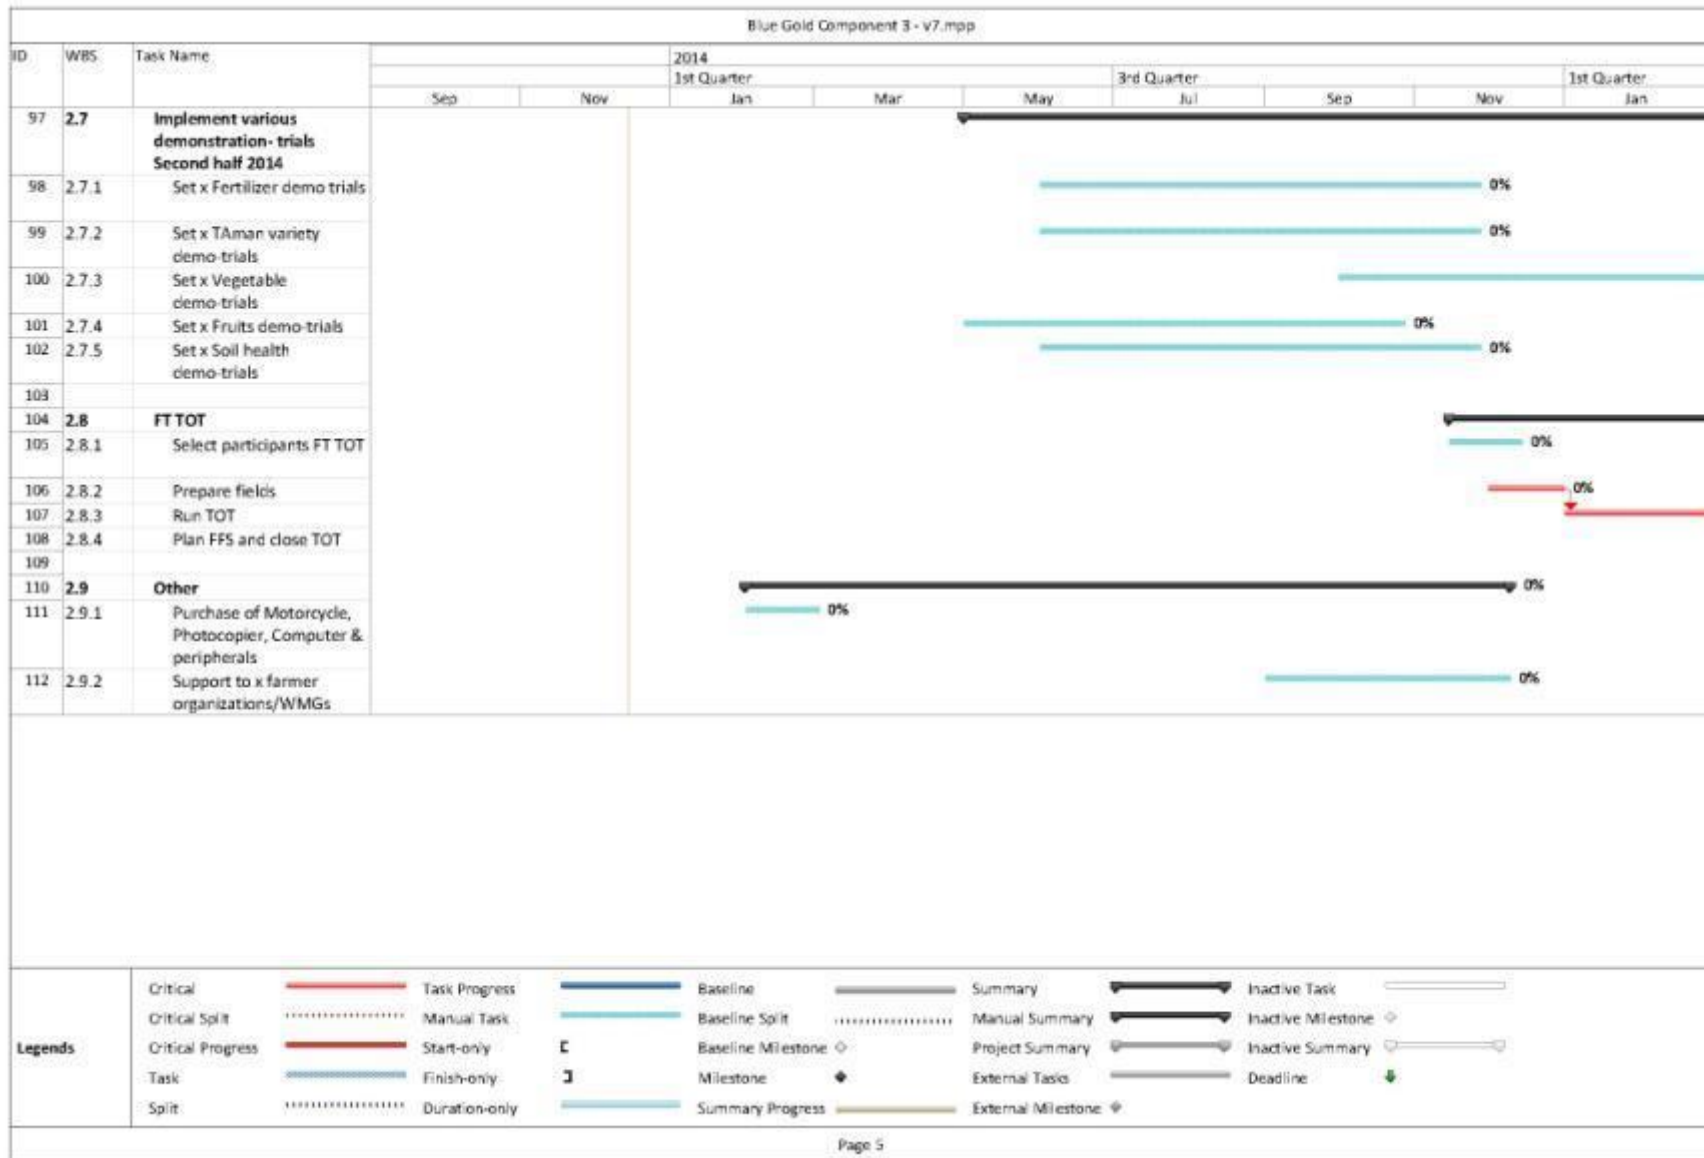 Blue Gold Component 3 - v7.mpp
ID WBS Task Name 2014
1st Quarter 3rd Quarter 1st Quarter
Sep Nov Jan Mar May Jul Sep Nov Jan
97 2.7 Implement various
demonstration- trials
Second half 2014
98 2.7.1 Set x Fertilizer demo trials 0%
99 2.7.2 Set x TAman variety 0%
demo-trials
100 2.7.3 Set x Vegetable
demo-trials
101 2.7.4 Set x Fruits demo-trials 0%
102 2.7.5 Set x Soil health 0%
demo-trials
103
104 2.8 FT TOT
105 2.8.1 Select participants FT TOT 0%
106 2.8.2 Prepare fields 0%
107 2.8.3 Run TOT
108 2.8.4 Plan FFS and close TOT
109
110 2.9 Other 0%
111 2.9.1 Purchase of Motorcycle, 0%
Photocopier, Computer &
peripherals
112 2.9.2 Support to x farmer 0%
organizations/WMGs
Critical Task Progress Baseline Summary Inactive Task
Critical Split Manual Task Baseline Split Manual Summary Inactive Milestone
Legends Critical Progress Start-only Baseline Milestone Project Summary Inactive Summary
Task Finish-only Milestone External Tasks Deadline
Split Duration-only Summary Progress External Milestone
Page 5